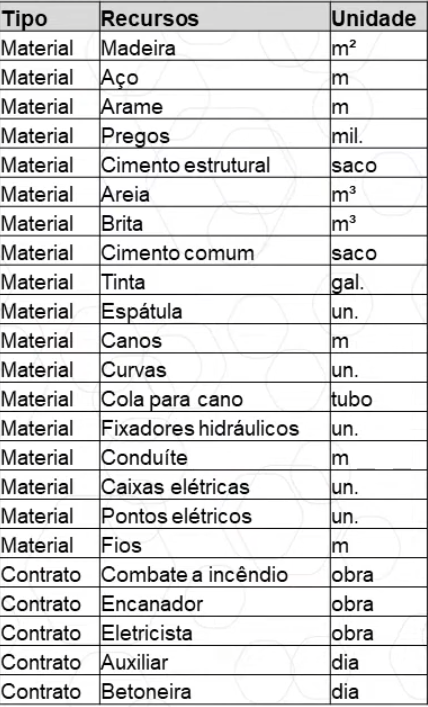 Tipo Recursos Unidade
Material Madeira m²
Material Aço m
Material Arame m
Material Pregos mil.
Material Cimento estrutural saco
Material Areia m³
Material Brita m³
Material Cimento comum saco
Material Tinta gal.
Material Espátula un.
Material Canos m
Material Curvas un.
Material Cola para cano tubo
Material Fixadores hidráulicos un.
Material Conduíte m
Material Caixas elétricas un.
Material Pontos elétricos un.
Material Fios m
Contrato Combate a incêndio obra
Contrato Encanador obra
Contrato Eletricista obra
Contrato Auxiliar dia
Contrato Betoneira dia